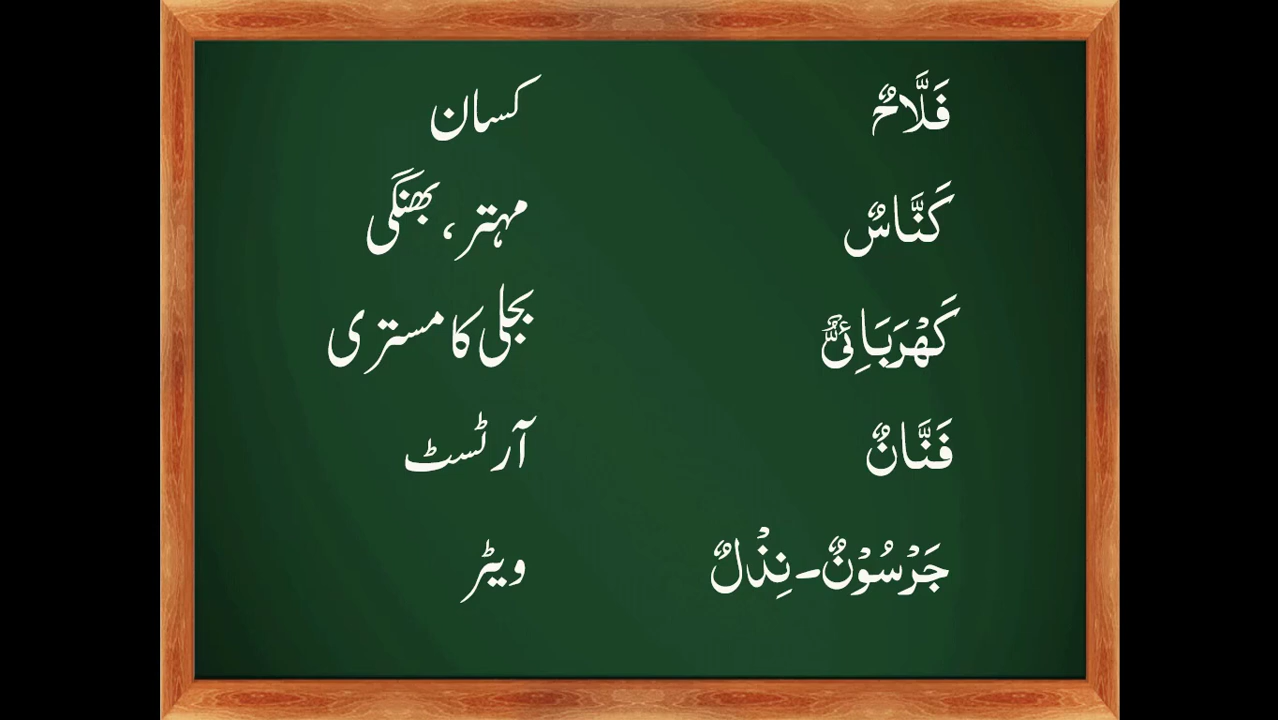 فَلَّاحٌ کسان
كَنَّاسٌ مہتر، بھنگی
كَهْرَبَائِىٌّ بجلی کا مستری
فَنَّانٌ آرٹسٹ
جَرْسُوْنٌ۔نِذْلٌ ویٹر